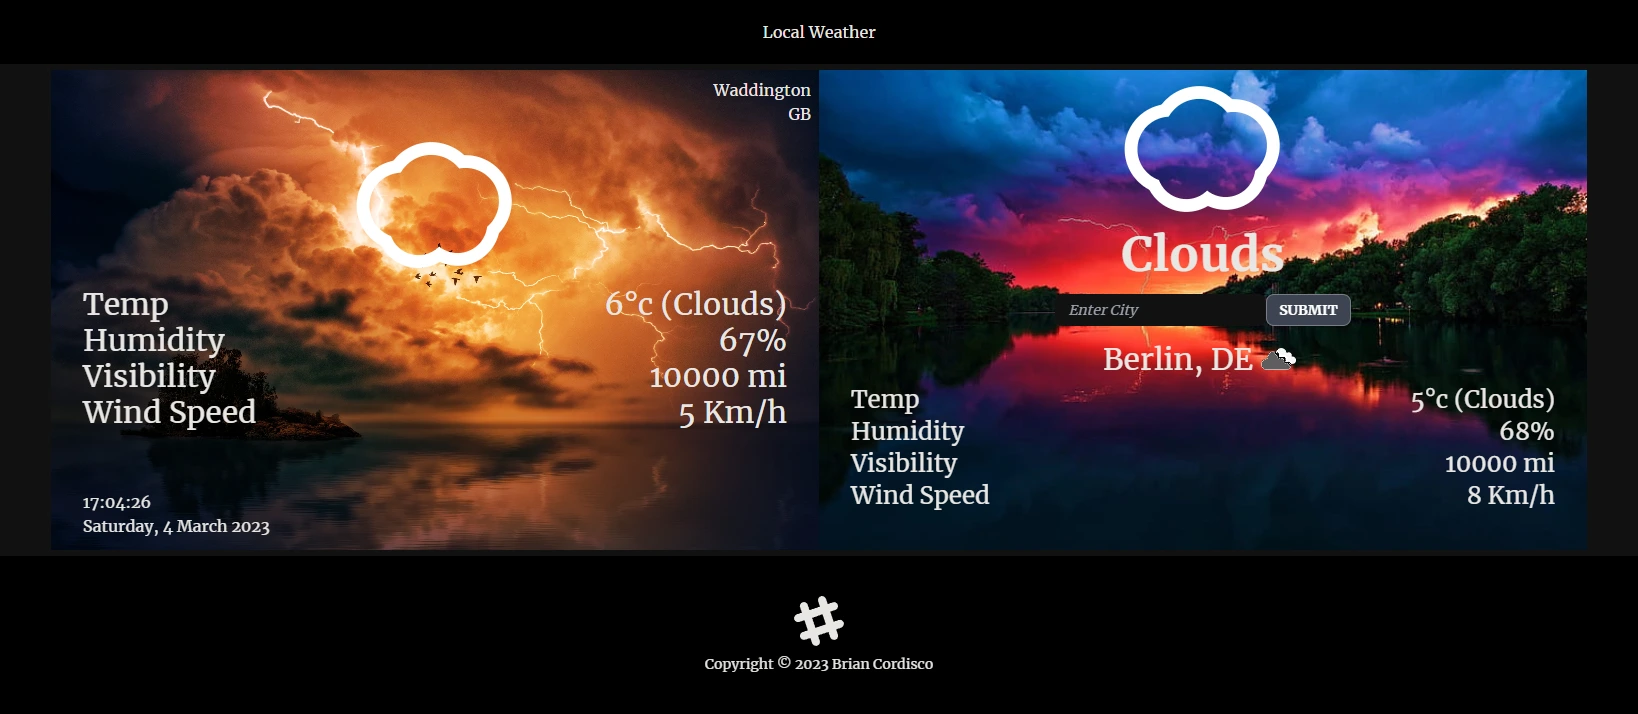 Local Weather
Waddington
GB
Temp 6°c (Clouds)
Humidity 67%
Visibility 10000 mi
Wind Speed 5 Km/h
17:04:26
Saturday, 4 March 2023
Clouds
Enter City SUBMIT
Berlin, DE
Temp 5°c (Clouds)
Humidity 68%
Visibility 10000 mi
Wind Speed 8 Km/h
Copyright © 2023 Brian Cordisco